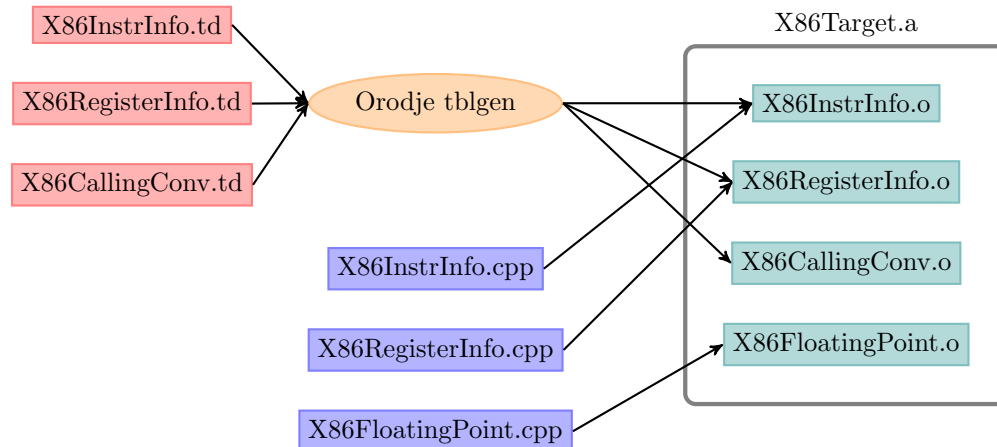 X86InstrInfo.td
X86RegisterInfo.td
X86CallingConv.td
Orodje tblgen
X86InstrInfo.cpp
X86RegisterInfo.cpp
X86FloatingPoint.cpp
X86Target.a
X86InstrInfo.o
X86RegisterInfo.o
X86CallingConv.o
X86FloatingPoint.o